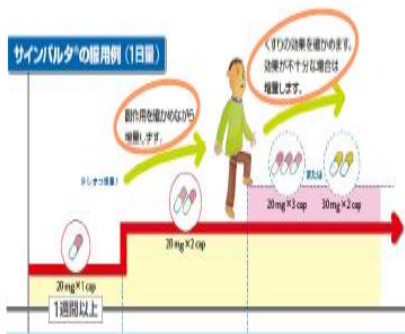 サインバルタ®の服用例（1日量）
くすりの効果を確かめます。
効果が不十分な場合は
増量します。
副作用を確かめながら
増量します。
または
20mg×3cap
30mg×2cap
20mg×2cap
20mg×1cap
1週間以上